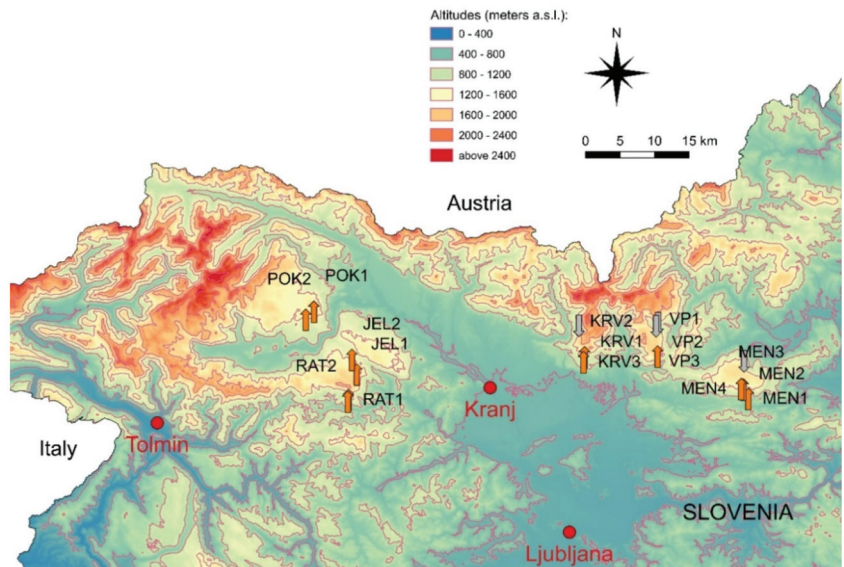 Altitudes (meters a.s.l.):
0 - 400
400 - 800
800 - 1200
1200 - 1600
1600 - 2000
2000 - 2400
above 2400
N
0 5 10 15 km
Austria
POK2 POK1
JEL2
JEL1
RAT2
RAT1
KRV2 VP1
KRV1 VP2
KRV3 VP3
MEN3
MEN2
MEN4
MEN1
Kranj
Tolmin
Italy
SLOVENIA
Ljubljana